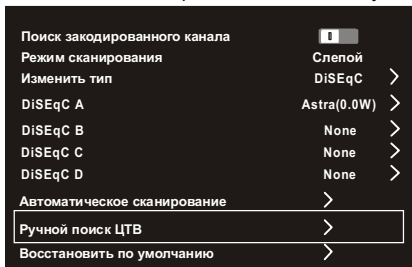 Поиск закодированного канала
Режим сканирования Слепой
Изменить тип DiSEqC
DiSEqC A Astra(0.0W)
DiSEqC B None
DiSEqC C None
DiSEqC D None
Автоматическое сканирование
Ручной поиск ЦТВ
Восстановить по умолчанию